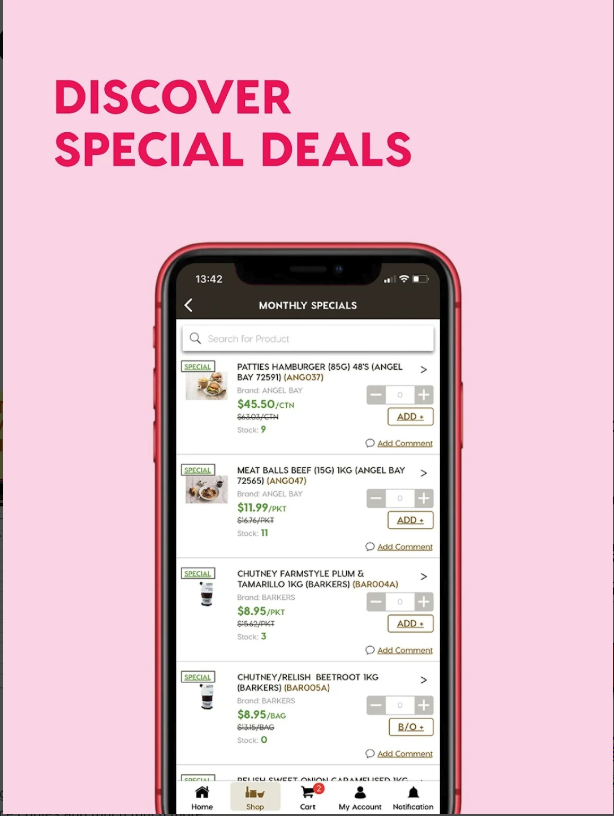 DISCOVER
SPECIAL DEALS
13:42
MONTHLY SPECIALS
Search for Product
SPECIAL
PATTIES HAMBURGER (85G) 48'S (ANGEL
BAY 72591) (ANG037)
Brand: ANGEL BAY
$45.50/CTN
$63.03/CTN
Stock: 9
0
ADD +
Add Comment
SPECIAL
MEAT BALLS BEEF (15G) 1KG (ANGEL BAY
72565) (ANG047)
Brand: ANGEL BAY
$11.99/PKT
$16.76/PKT
Stock: 11
0
ADD +
Add Comment
SPECIAL
CHUTNEY FARMSTYLE PLUM &
TAMARILLO 1KG (BARKERS) (BAR004A)
Brand: BARKERS
$8.95/PKT
$15.62/PKT
Stock: 3
0
ADD +
Add Comment
SPECIAL
CHUTNEY/RELISH BEETROOT 1KG
(BARKERS) (BAR005A)
Brand: BARKERS
$8.95/BAG
$13.15/BAG
Stock: 0
0
B/O +
Add Comment
SPECIAL
RELISH SWEET ONION CARAMELISED 1KG
2
Home
Shop
Cart
My Account
Notification